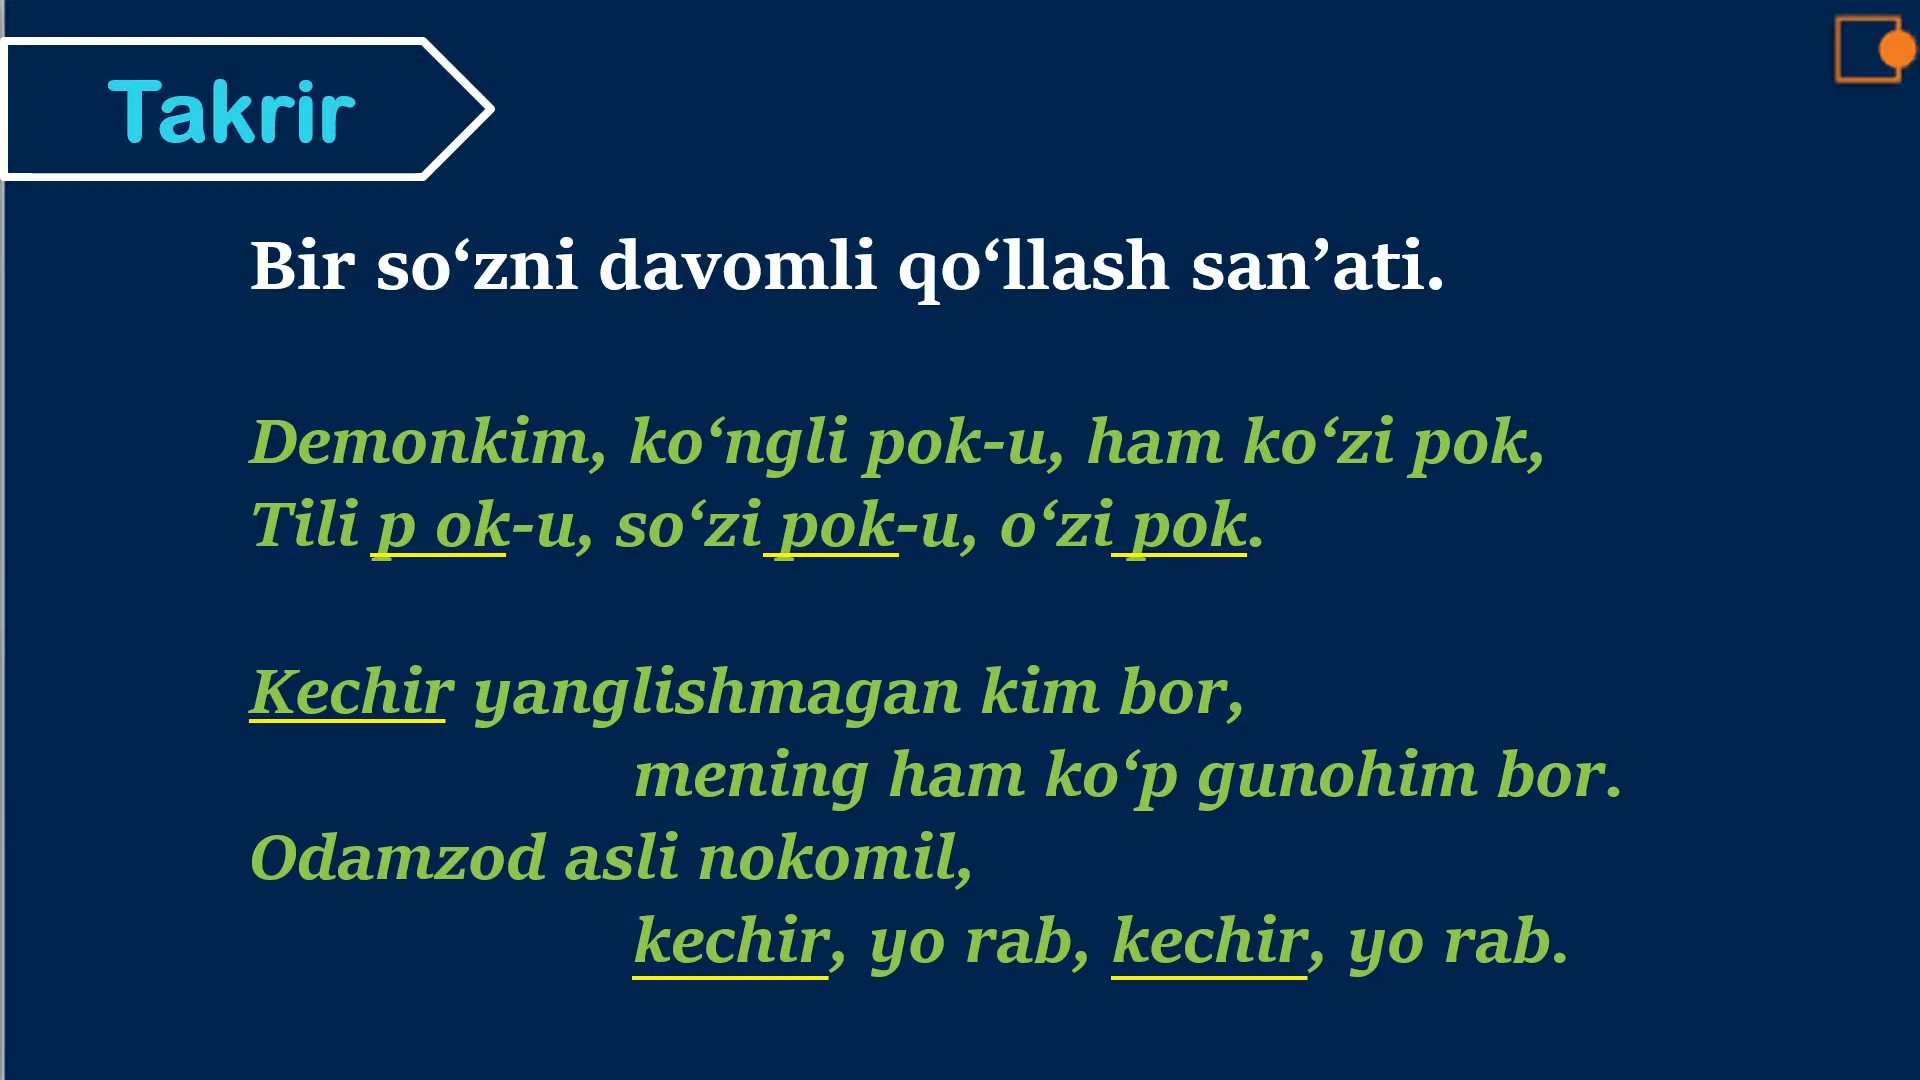 Takrir
Bir so‘zni davomli qo‘llash san’ati.
Demonkim, ko‘ngli pok-u, ham ko‘zi pok,
Tili p ok-u, so‘zi pok-u, o‘zi pok.
Kechir yanglishmagan kim bor,
mening ham ko‘p gunohim bor.
Odamzod asli nokomil,
kechir, yo rab, kechir, yo rab.